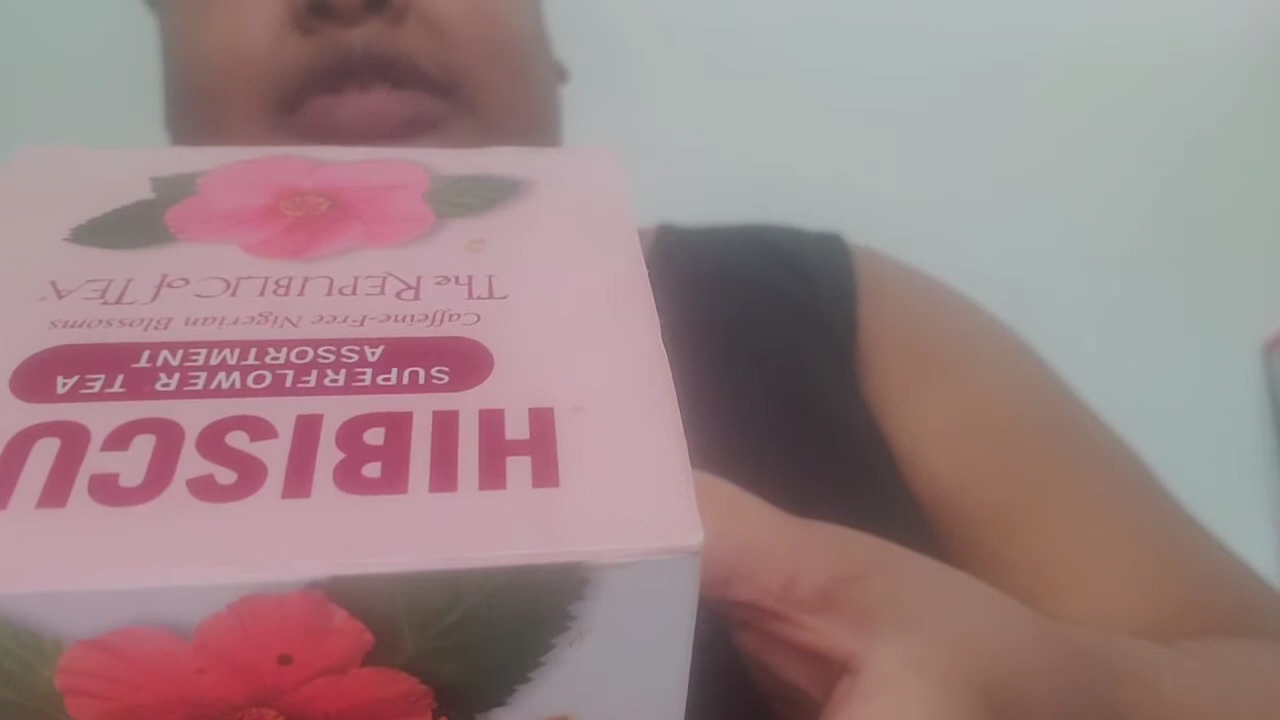 The REPUBLIC of TEA®
Caffeine-Free Nigerian Blossoms
SUPERFLOWER TEA
ASSORTMENT
HIBISCU